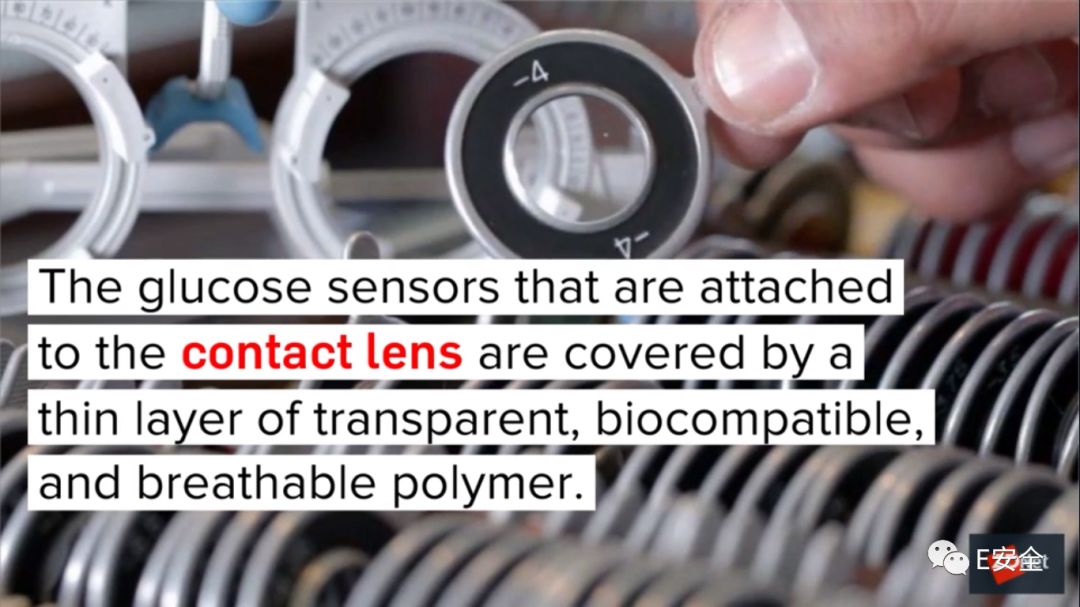 -4
-4
The glucose sensors that are attached
to the contact lens are covered by a
thin layer of transparent, biocompatible,
and breathable polymer.
E安全